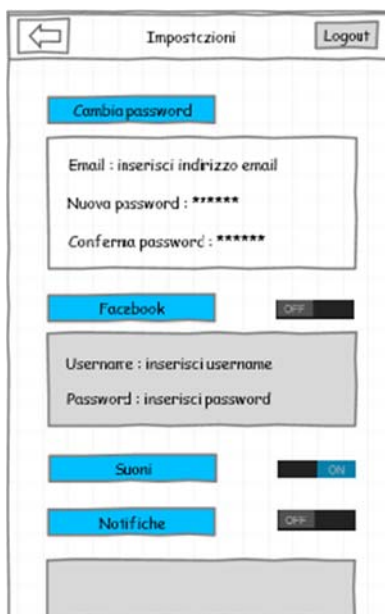 Impostazioni
Logout
Cambia password
Email : inserisci indirizzo email
Nuova password : ******
Conferma password : ******
Facebook
OFF
Username : inserisci username
Password : inserisci password
Suoni
ON
Notifiche
OFF